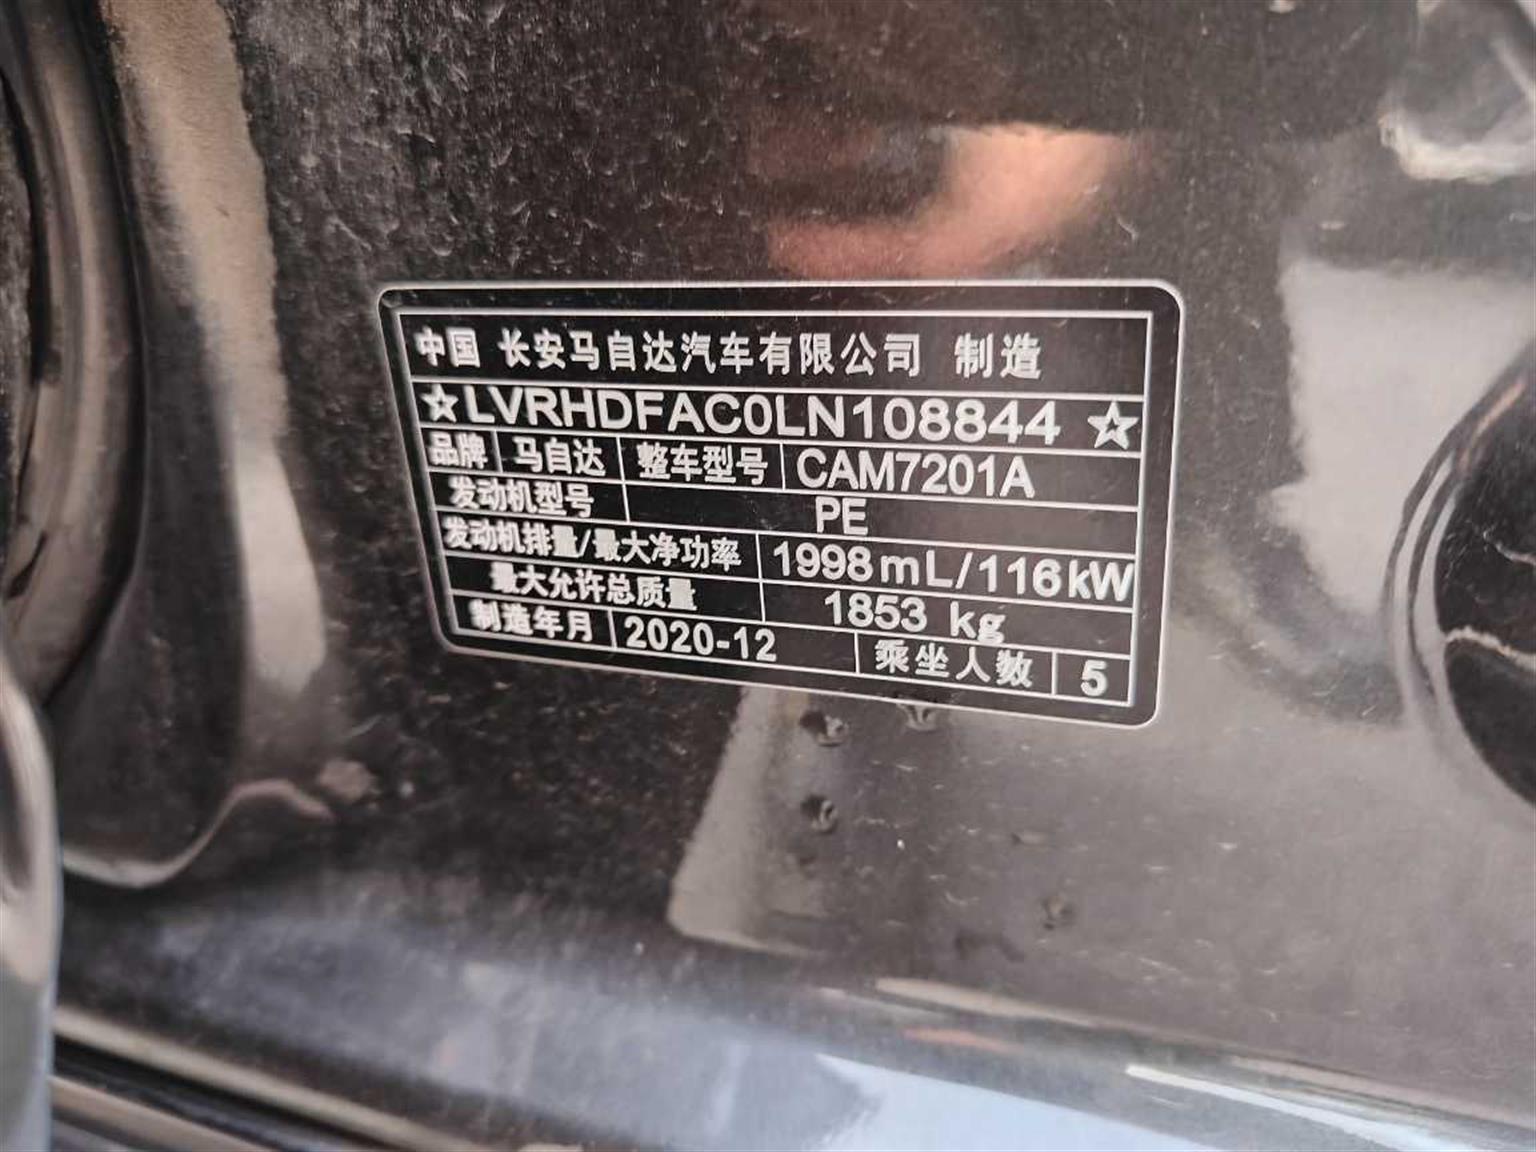 中国 长安马自达汽车有限公司 制造
☆LVRHDFAC0LN108844☆
品牌 马自达 整车型号 CAM7201A
发动机型号 PE
发动机排量/最大净功率 1998mL/116kW
最大允许总质量 1853 kg
制造年月 2020-12 乘坐人数 5